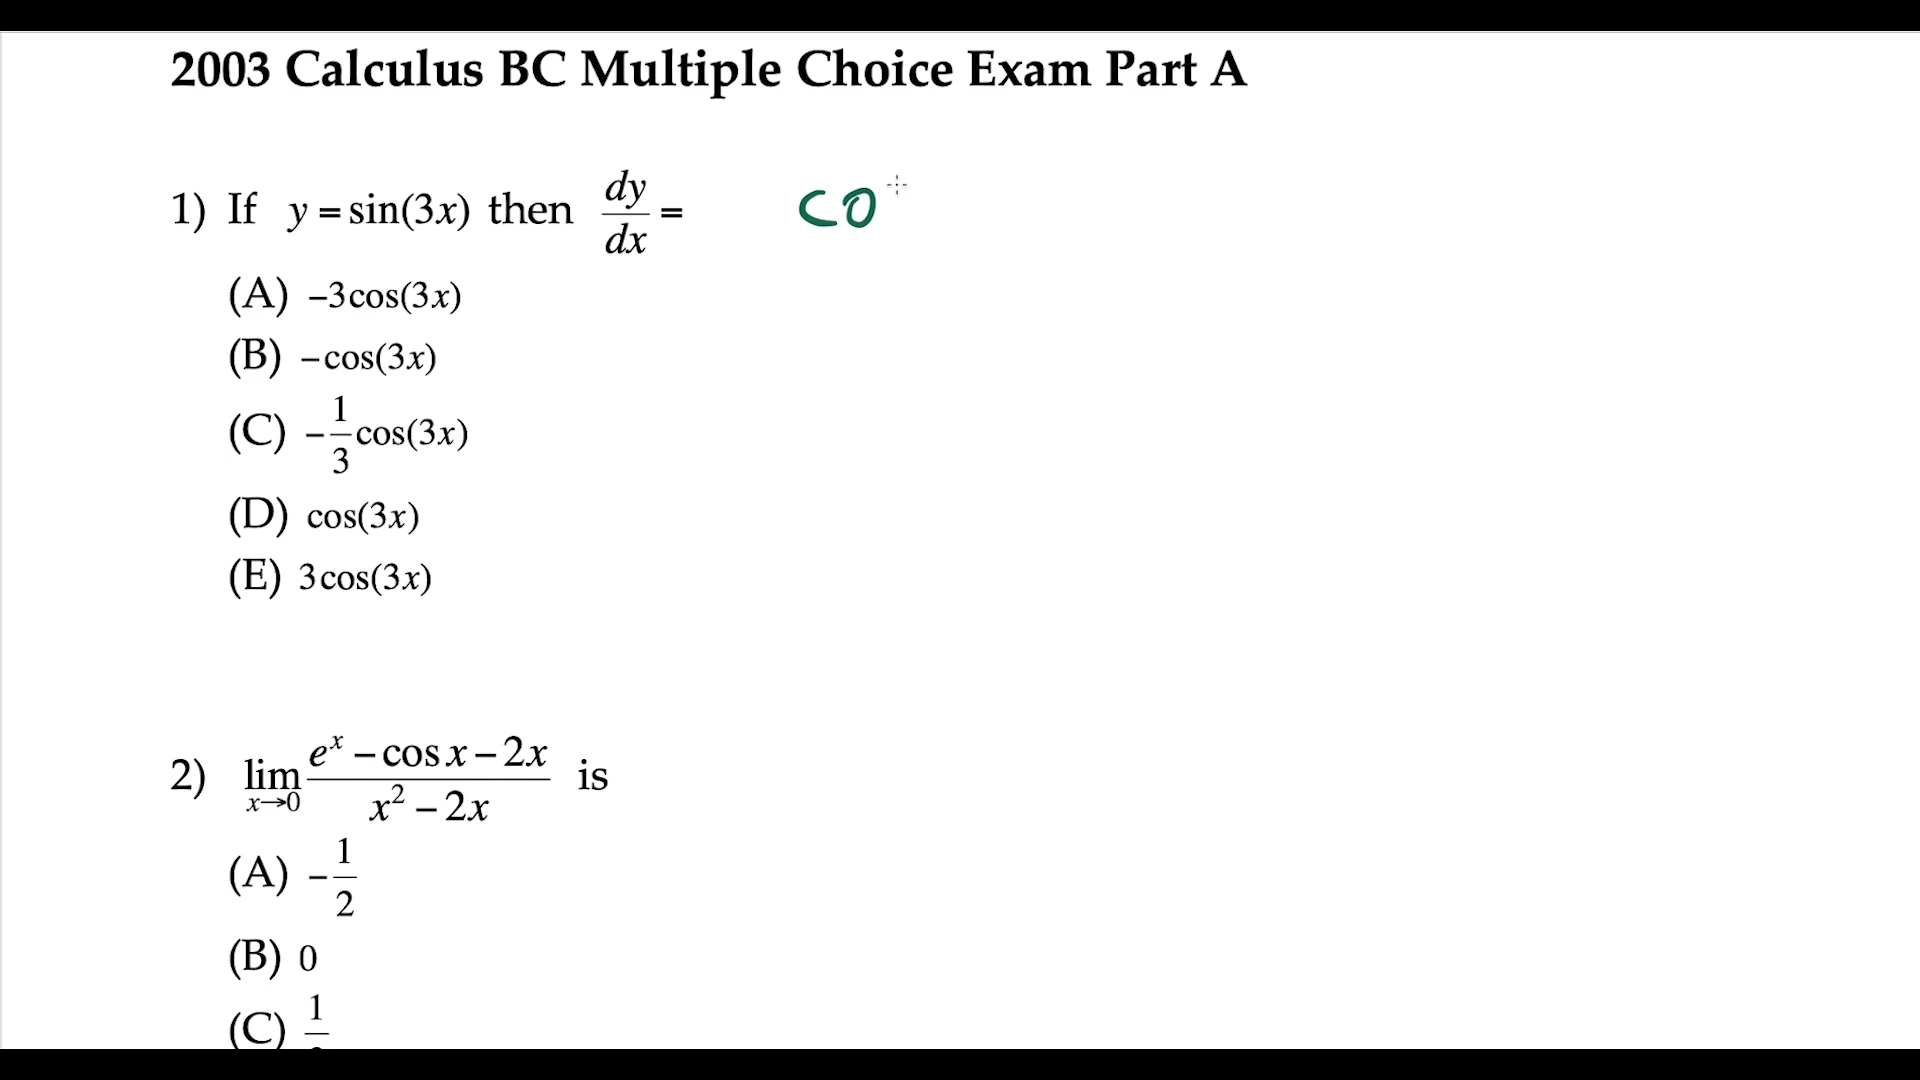 2003 Calculus BC Multiple Choice Exam Part A
1) If y = sin(3x) then dy/dx =
co
(A) –3cos(3x)
(B) –cos(3x)
(C) –1/3 cos(3x)
(D) cos(3x)
(E) 3cos(3x)
2) lim x→0 (e^x – cos x – 2x)/(x² – 2x) is
(A) –1/2
(B) 0
(C) 1